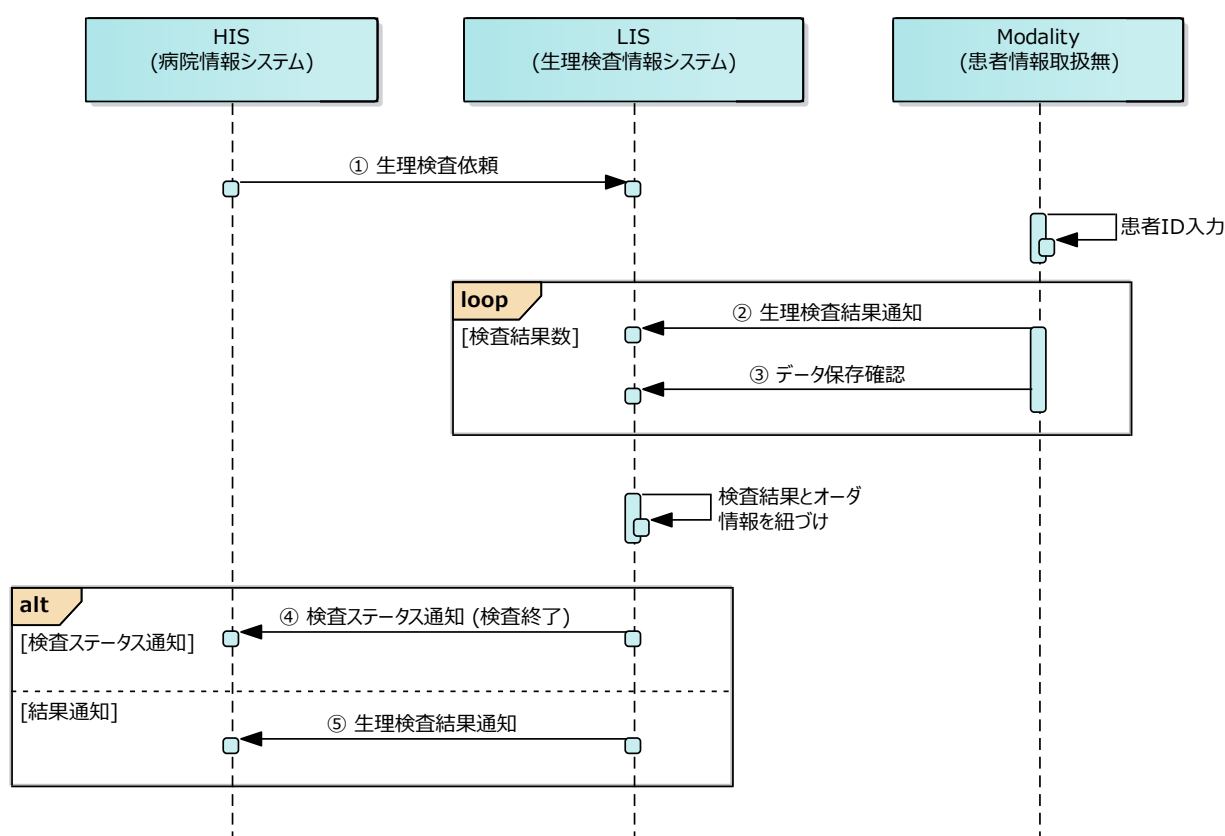 HIS
(病院情報システム)
LIS
(生理検査情報システム)
Modality
(患者情報取扱無)
① 生理検査依頼
患者ID入力
loop
② 生理検査結果通知
[検査結果数]
③ データ保存確認
検査結果とオーダ
情報を紐づけ
alt
④ 検査ステータス通知 (検査終了)
[検査ステータス通知]
[結果通知]
⑤ 生理検査結果通知